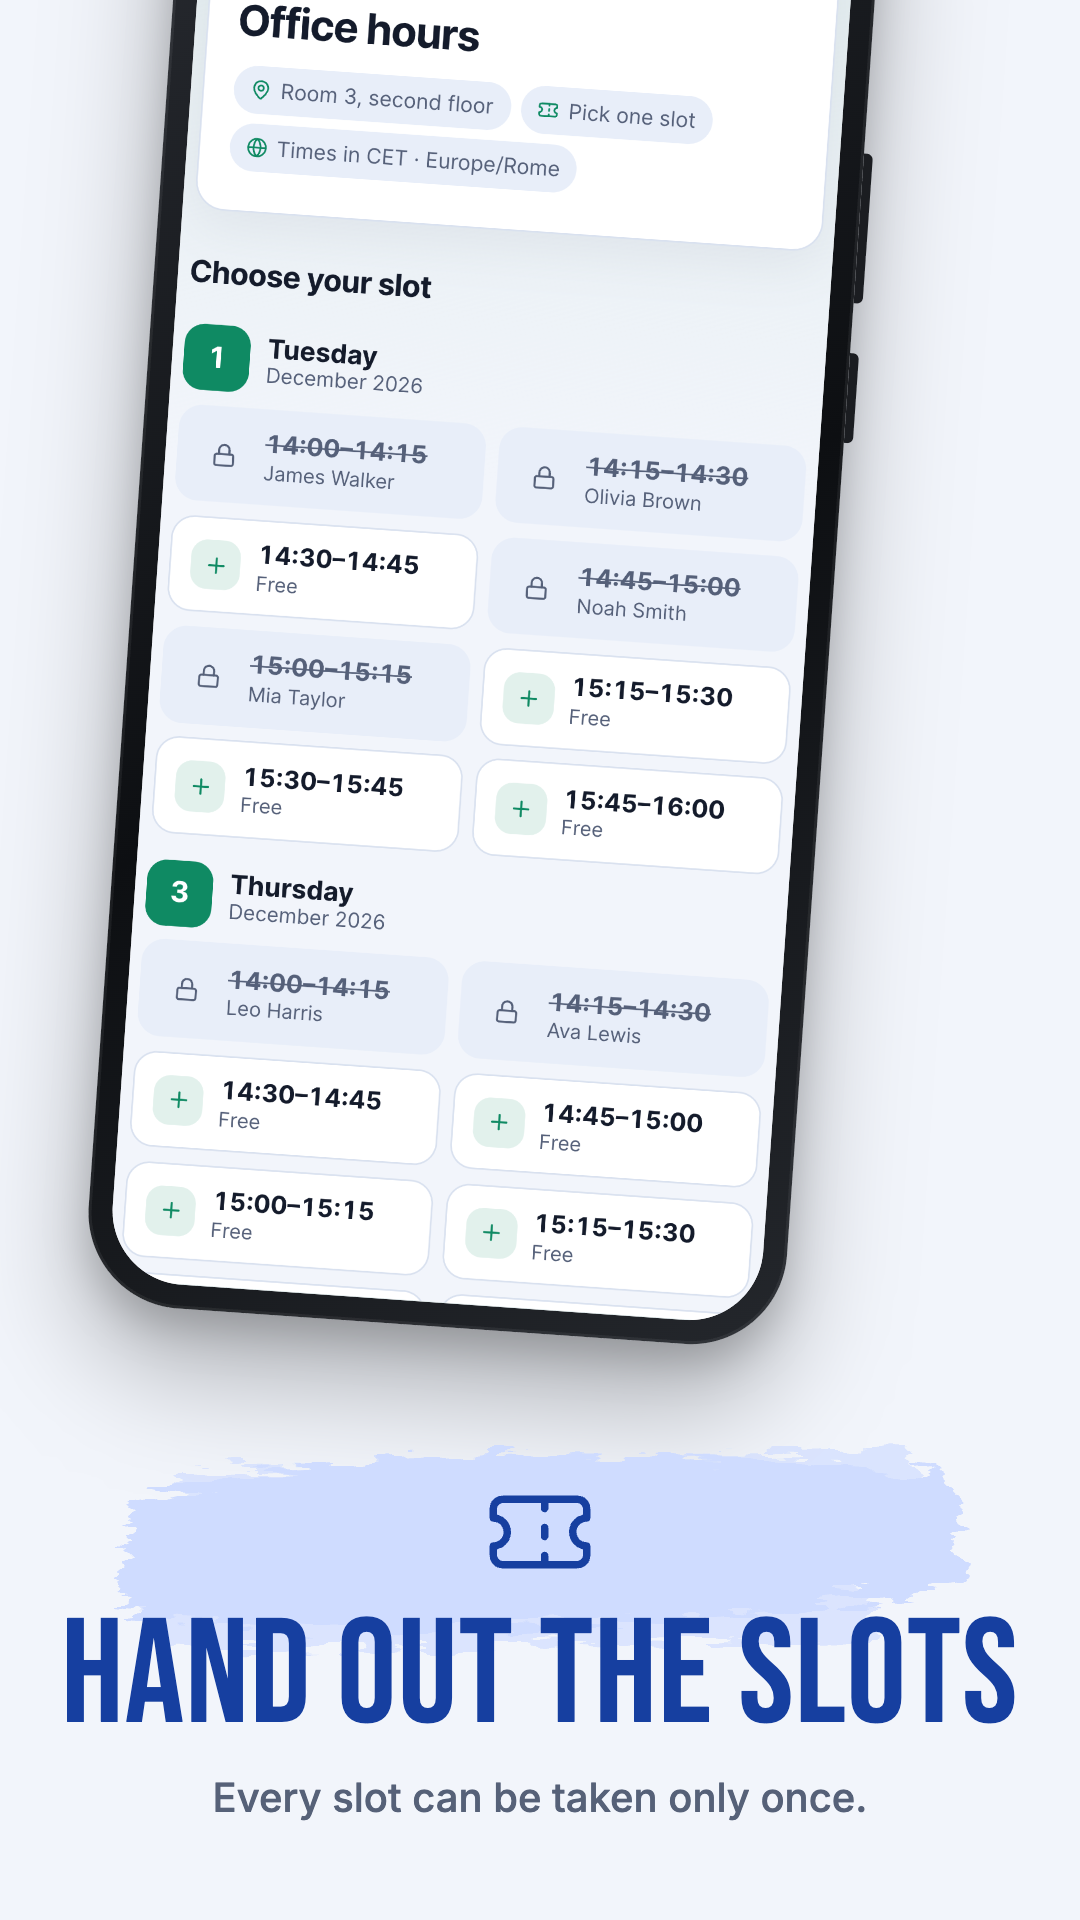 Office hours
Room 3, second floor
Pick one slot
Times in CET · Europe/Rome
Choose your slot
1
Tuesday
December 2026
14:00–14:15
James Walker
14:15–14:30
Olivia Brown
14:30–14:45
Free
14:45–15:00
Noah Smith
15:00–15:15
Mia Taylor
15:15–15:30
Free
15:30–15:45
Free
15:45–16:00
Free
3
Thursday
December 2026
14:00–14:15
Leo Harris
14:15–14:30
Ava Lewis
14:30–14:45
Free
14:45–15:00
Free
15:00–15:15
Free
15:15–15:30
Free
HAND OUT THE SLOTS
Every slot can be taken only once.